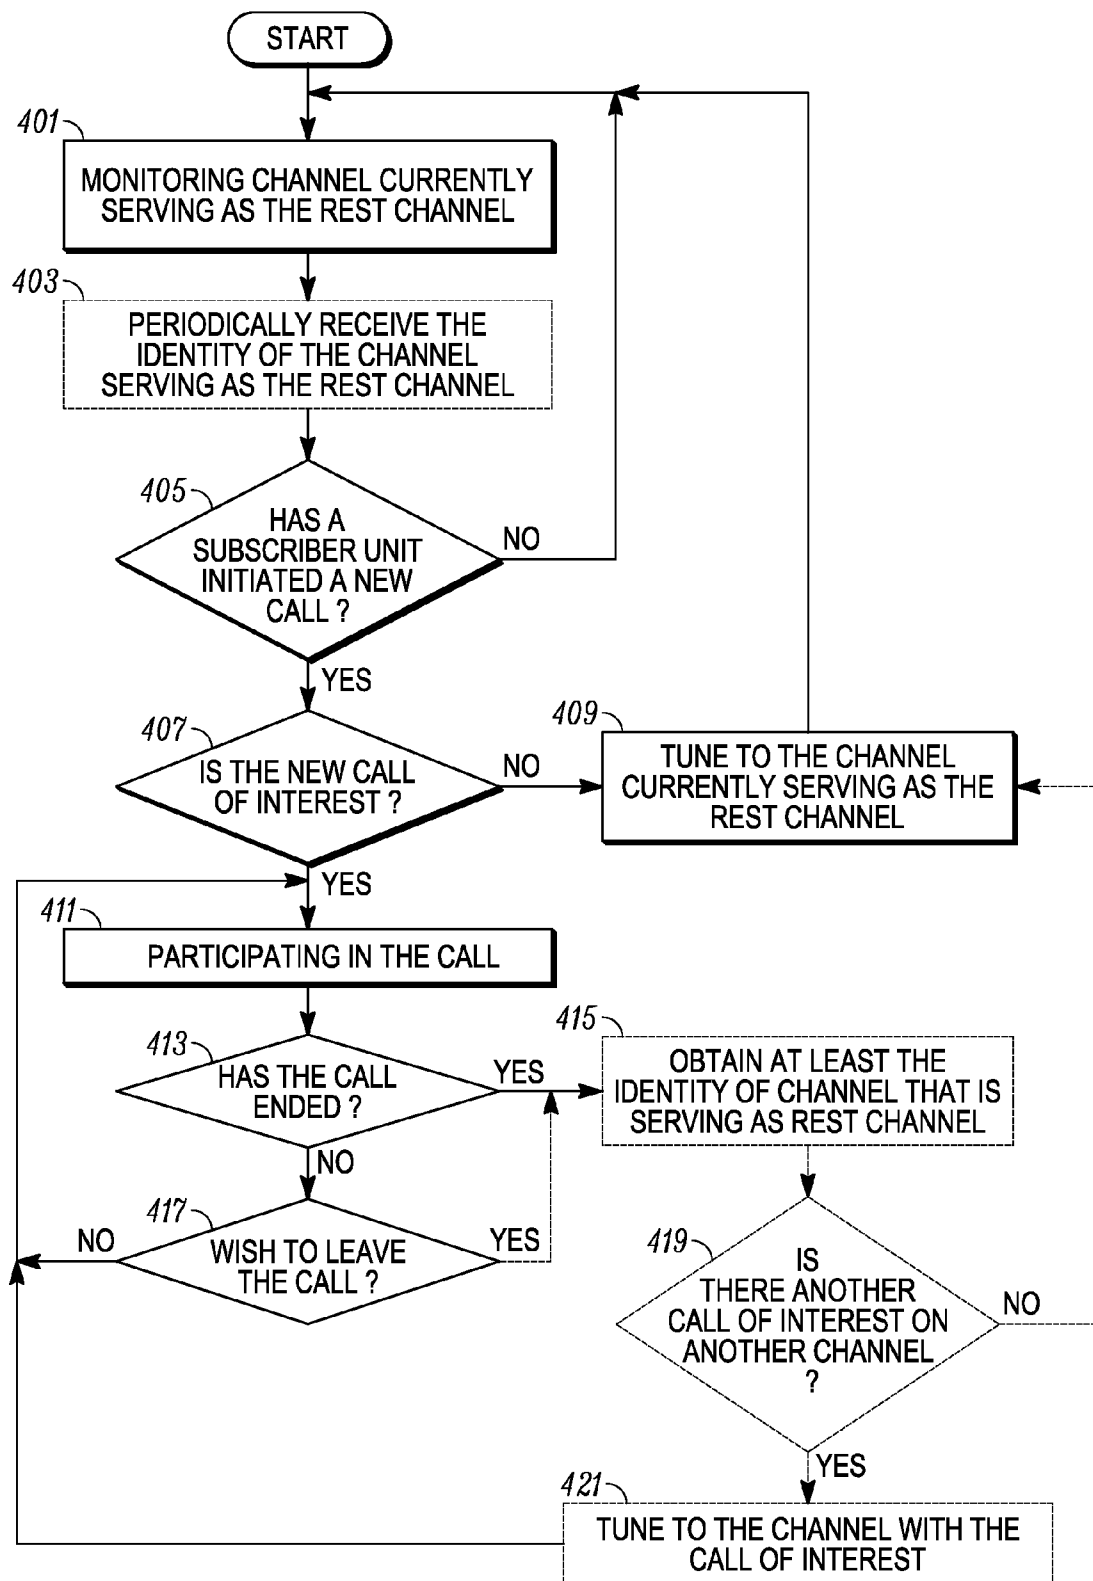 START
401
MONITORING CHANNEL CURRENTLY
SERVING AS THE REST CHANNEL
403
PERIODICALLY RECEIVE THE
IDENTITY OF THE CHANNEL
SERVING AS THE REST CHANNEL
405
HAS A
SUBSCRIBER UNIT
INITIATED A NEW
CALL ?
NO
YES
407
IS THE NEW CALL
OF INTEREST ?
NO
YES
409
TUNE TO THE CHANNEL
CURRENTLY SERVING AS THE
REST CHANNEL
411
PARTICIPATING IN THE CALL
413
HAS THE CALL
ENDED ?
YES
NO
415
OBTAIN AT LEAST THE
IDENTITY OF CHANNEL THAT IS
SERVING AS REST CHANNEL
417
WISH TO LEAVE
THE CALL ?
NO
YES
419
IS
THERE ANOTHER
CALL OF INTEREST ON
ANOTHER CHANNEL
?
NO
YES
421
TUNE TO THE CHANNEL WITH THE
CALL OF INTEREST